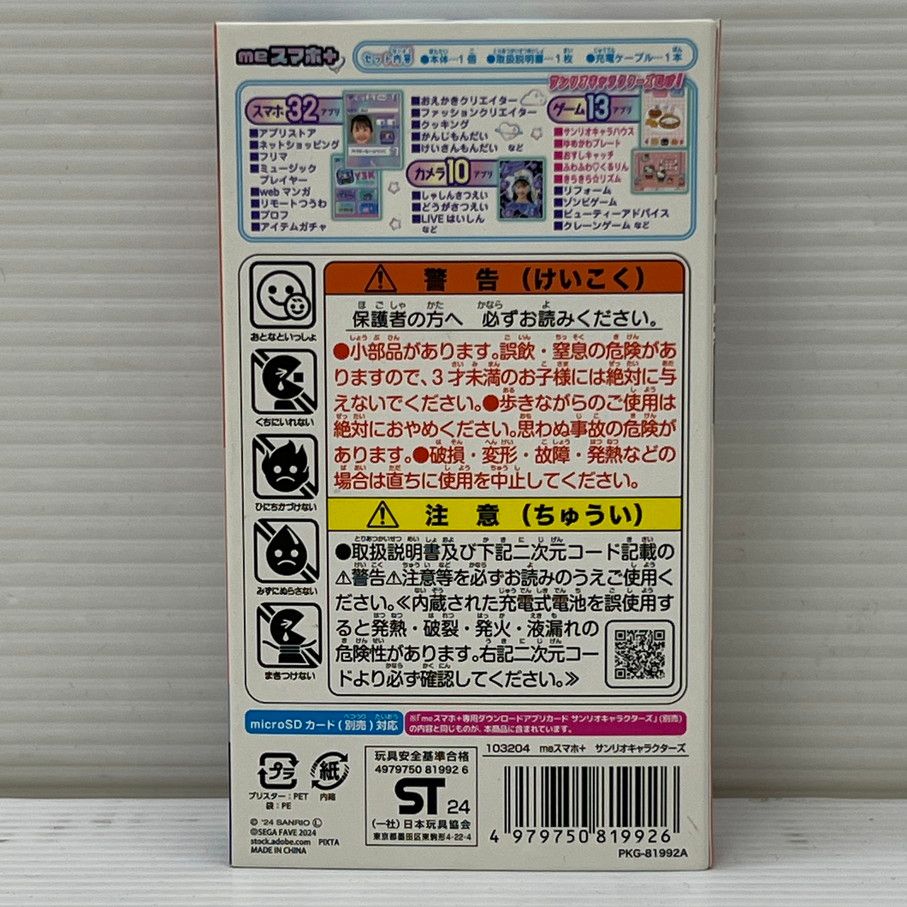 meスマホ+
セット内容 ●本体…1個 ●取扱説明書…1枚 ●充電ケーブル…1本
スマホ32アプリ
■アプリストア
■ネットショッピング
■フリマ
■ミュージック
プレイヤー
■webマンガ
■リモートつうわ
■プロフ
■アイテムガチャ
■おえかきクリエイター
■ファッションクリエイター
■クッキング
■かんじもんだい
■けいさんもんだい など
カメラ10アプリ
■しゃしんさつえい
■どうがさつえい
■LIVEはいしん
など
ゲーム13アプリ
■サンリオキャラハウス
■ゆめかわプレート
■おすしキャッチ
■ふわふわ♡くるりん
■きらきら☆リズム
■リフォーム
■ゾンビゲーム
■ビューティーアドバイス
■クレーンゲーム など
おとなといっしょ
くちにいれない
ひにちかづけない
みずにぬらさない
まきつけない
⚠ 警告(けいこく)
保護者の方へ 必ずお読みください。
●小部品があります。誤飲・窒息の危険があ
りますので、3才未満のお子様には絶対に与
えないでください。●歩きながらのご使用は
絶対におやめください。思わぬ事故の危険が
あります。●破損・変形・故障・発熱などの
場合は直ちに使用を中止してください。
⚠ 注意(ちゅうい)
●取扱説明書及び下記二次元コード記載の
⚠警告⚠注意等を必ずお読みのうえご使用く
ださい。≪内蔵された充電式電池を誤使用す
ると発熱・破裂・発火・液漏れの
危険性があります。右記二次元コー
ドより必ず確認してください。≫
microSDカード(別売)対応
※「meスマホ+専用ダウンロードアプリカード サンリオキャラクターズ」(別売)
の内容と同じものが、本商品に含まれています。
プラ
ブリスター:PET
袋:PE
紙
内箱
© '24 SANRIO Ⓛ
©SEGA FAVE 2024
stock.adobe.com PIXTA
MADE IN CHINA
玩具安全基準合格
4979750 81992 6
ST 24
(一社)日本玩具協会
東京都墨田区東駒形4-22-4
103204 meスマホ+ サンリオキャラクターズ
4 979750 819926
PKG-81992A